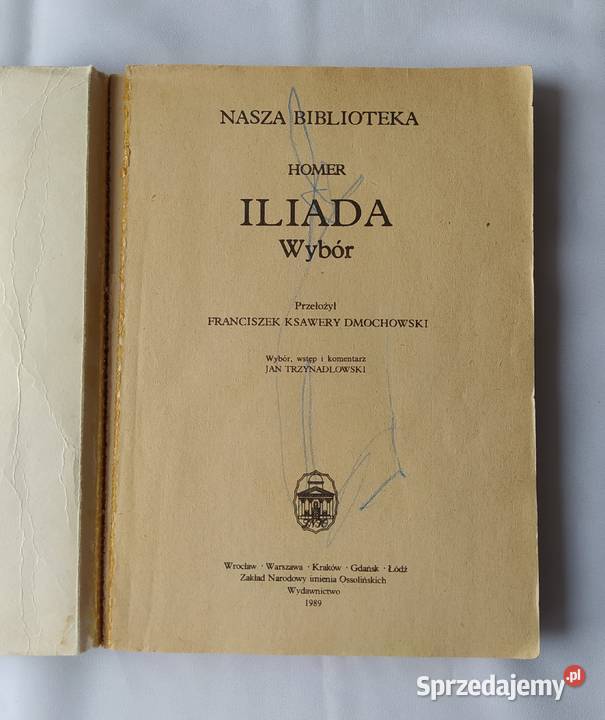 NASZA BIBLIOTEKA
HOMER
ILIADA
Wybór
Przełożył
FRANCISZEK KSAWERY DMOCHOWSKI
Wybór, wstęp i komentarz
JAN TRZYNADLOWSKI
Wrocław · Warszawa · Kraków · Gdańsk · Łódź
Zakład Narodowy imienia Ossolińskich
Wydawnictwo
1989
Sprzedajemy.pl